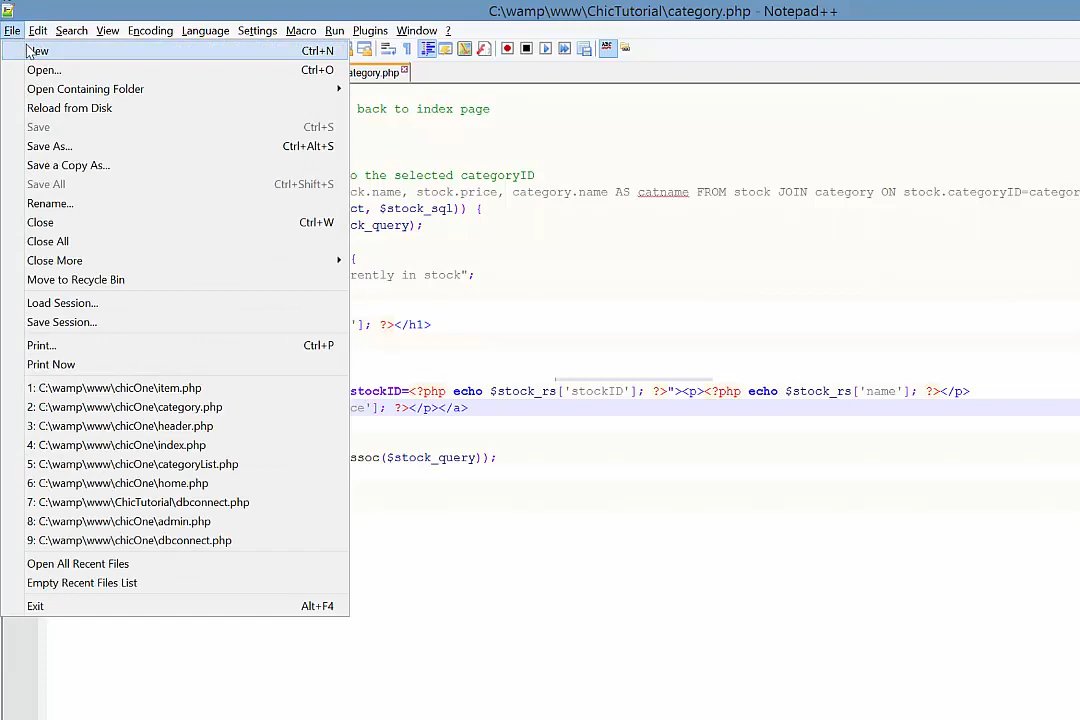 C:\wamp\www\ChicTutorial\category.php - Notepad++
File Edit Search View Encoding Language Settings Macro Run Plugins Window ?
New Ctrl+N
Open... Ctrl+O
Open Containing Folder
Reload from Disk
Save Ctrl+S
Save As... Ctrl+Alt+S
Save a Copy As...
Save All Ctrl+Shift+S
Rename...
Close Ctrl+W
Close All
Close More
Move to Recycle Bin
Load Session...
Save Session...
Print... Ctrl+P
Print Now
1: C:\wamp\www\chicOne\item.php
2: C:\wamp\www\chicOne\category.php
3: C:\wamp\www\chicOne\header.php
4: C:\wamp\www\chicOne\index.php
5: C:\wamp\www\chicOne\categoryList.php
6: C:\wamp\www\chicOne\home.php
7: C:\wamp\www\ChicTutorial\dbconnect.php
8: C:\wamp\www\chicOne\admin.php
9: C:\wamp\www\chicOne\dbconnect.php
Open All Recent Files
Empty Recent Files List
Exit Alt+F4
ategory.php
back to index page
o the selected categoryID
ck.name, stock.price, category.name AS catname FROM stock JOIN category ON stock.categoryID=categor
ct, $stock_sql)) {
ck_query);
{
rently in stock";
']; ?></h1>
stockID=<?php echo $stock_rs['stockID']; ?>"><p><?php echo $stock_rs['name']; ?></p>
ce']; ?></p></a>
ssoc($stock_query));